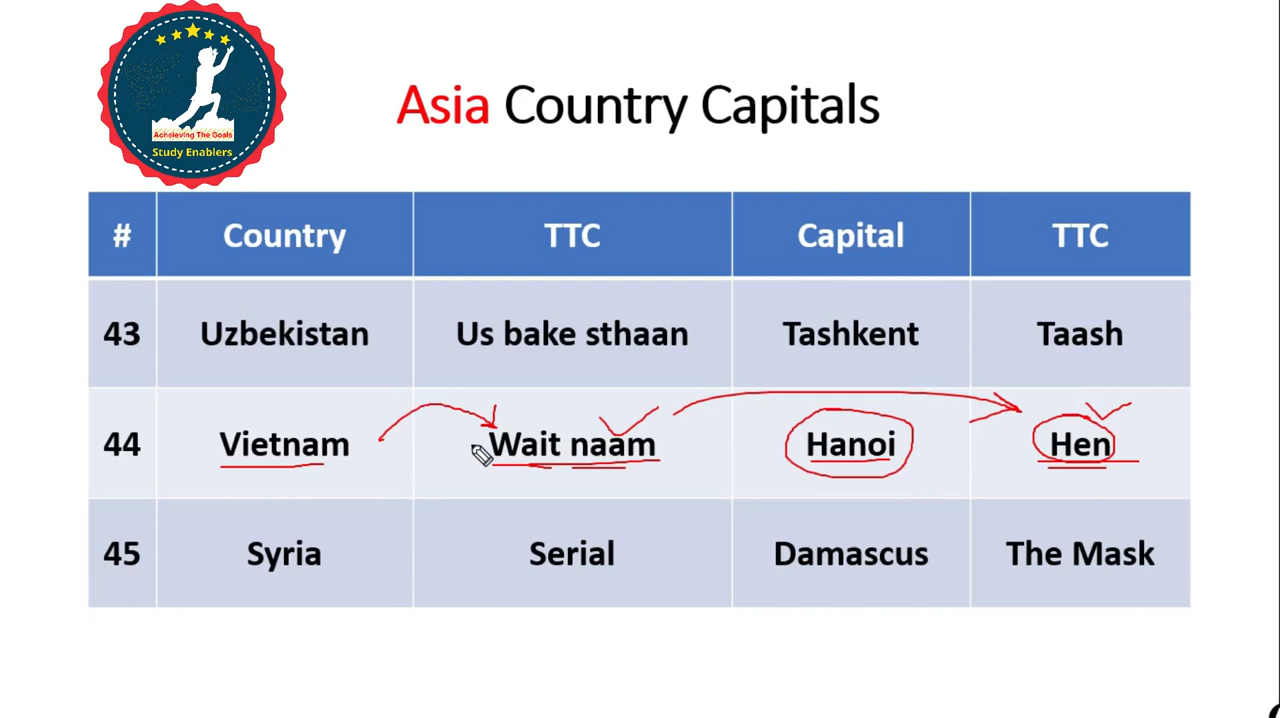 Acheleving The Goals
Study Enablers
Asia Country Capitals
# Country TTC Capital TTC
43 Uzbekistan Us bake sthaan Tashkent Taash
44 Vietnam Wait naam Hanoi Hen
45 Syria Serial Damascus The Mask